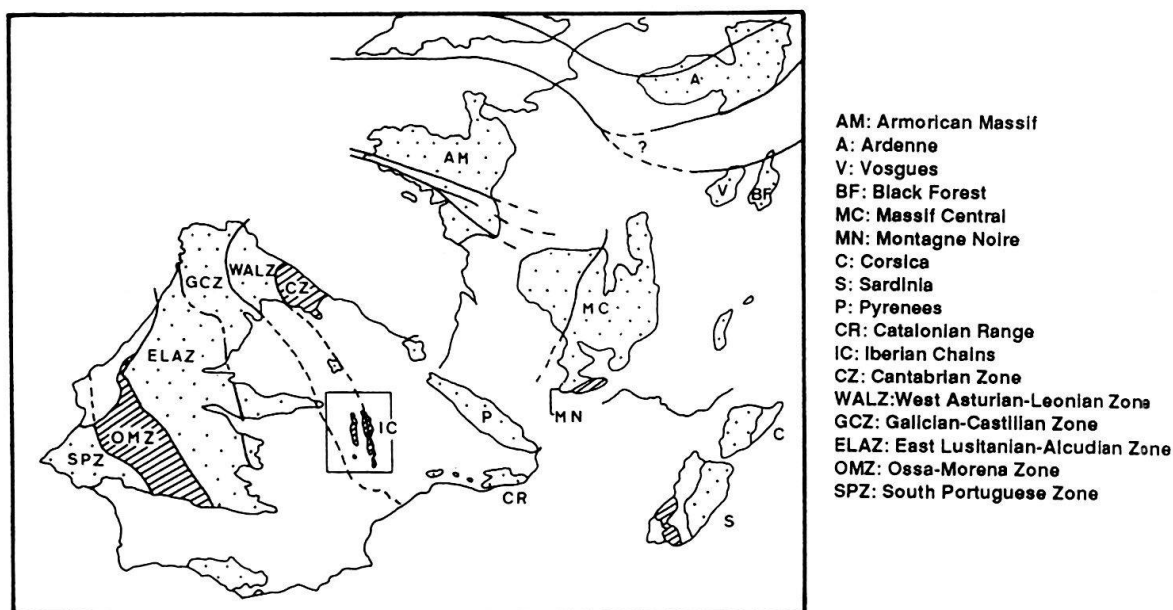 A
?
AM
V
BF
WALZ
CZ
GCZ
MC
ELAZ
P
MN
IC
OMZ
C
SPZ
CR
S
AM: Armorican Massif
A: Ardenne
V: Vosgues
BF: Black Forest
MC: Massif Central
MN: Montagne Noire
C: Corsica
S: Sardinia
P: Pyrenees
CR: Catalonian Range
IC: Iberian Chains
CZ: Cantabrian Zone
WALZ:West Asturian-Leonian Zone
GCZ: Galician-Castilian Zone
ELAZ: East Lusitanian-Alcudian Zone
OMZ: Ossa-Morena Zone
SPZ: South Portuguese Zone